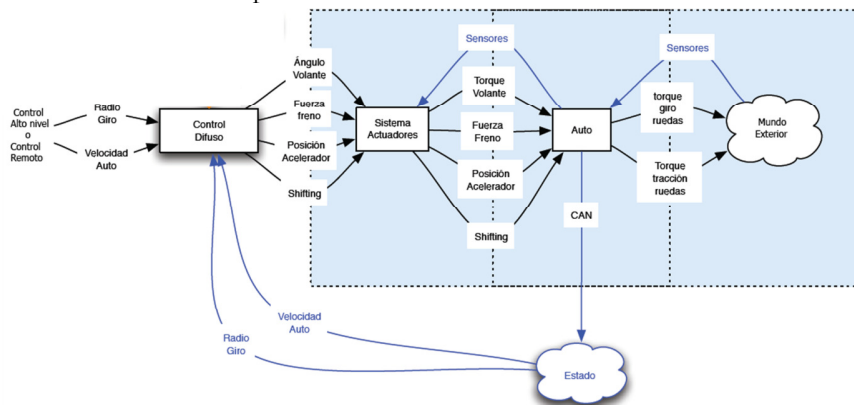 Control
Alto nivel
o
Control
Remoto
Radio
Giro
Velocidad
Auto
Control
Difuso
Ángulo
Volante
Fuerza
freno
Posición
Acelerador
Shifting
Sistema
Actuadores
Sensores
Torque
Volante
Fuerza
Freno
Posición
Acelerador
Shifting
Auto
CAN
Sensores
torque
giro
ruedas
Torque
tracción
ruedas
Mundo
Exterior
Velocidad
Auto
Radio
Giro
Estado